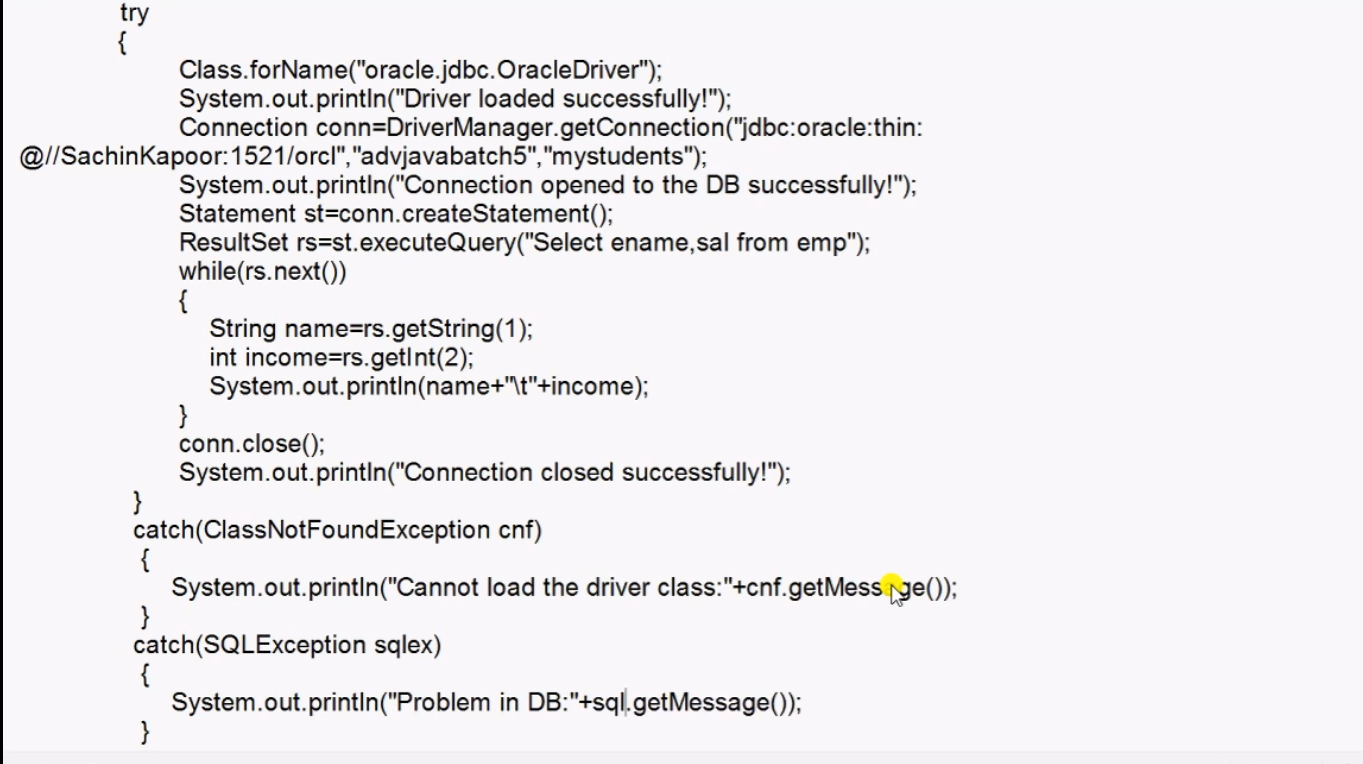 try
{
Class.forName("oracle.jdbc.OracleDriver");
System.out.println("Driver loaded successfully!");
Connection conn=DriverManager.getConnection("jdbc:oracle:thin:
@//SachinKapoor:1521/orcl","advjavabatch5","mystudents");
System.out.println("Connection opened to the DB successfully!");
Statement st=conn.createStatement();
ResultSet rs=st.executeQuery("Select ename,sal from emp");
while(rs.next())
{
String name=rs.getString(1);
int income=rs.getInt(2);
System.out.println(name+"\t"+income);
}
conn.close();
System.out.println("Connection closed successfully!");
}
catch(ClassNotFoundException cnf)
{
System.out.println("Cannot load the driver class:"+cnf.getMessage());
}
catch(SQLException sqlex)
{
System.out.println("Problem in DB:"+sql.getMessage());
}